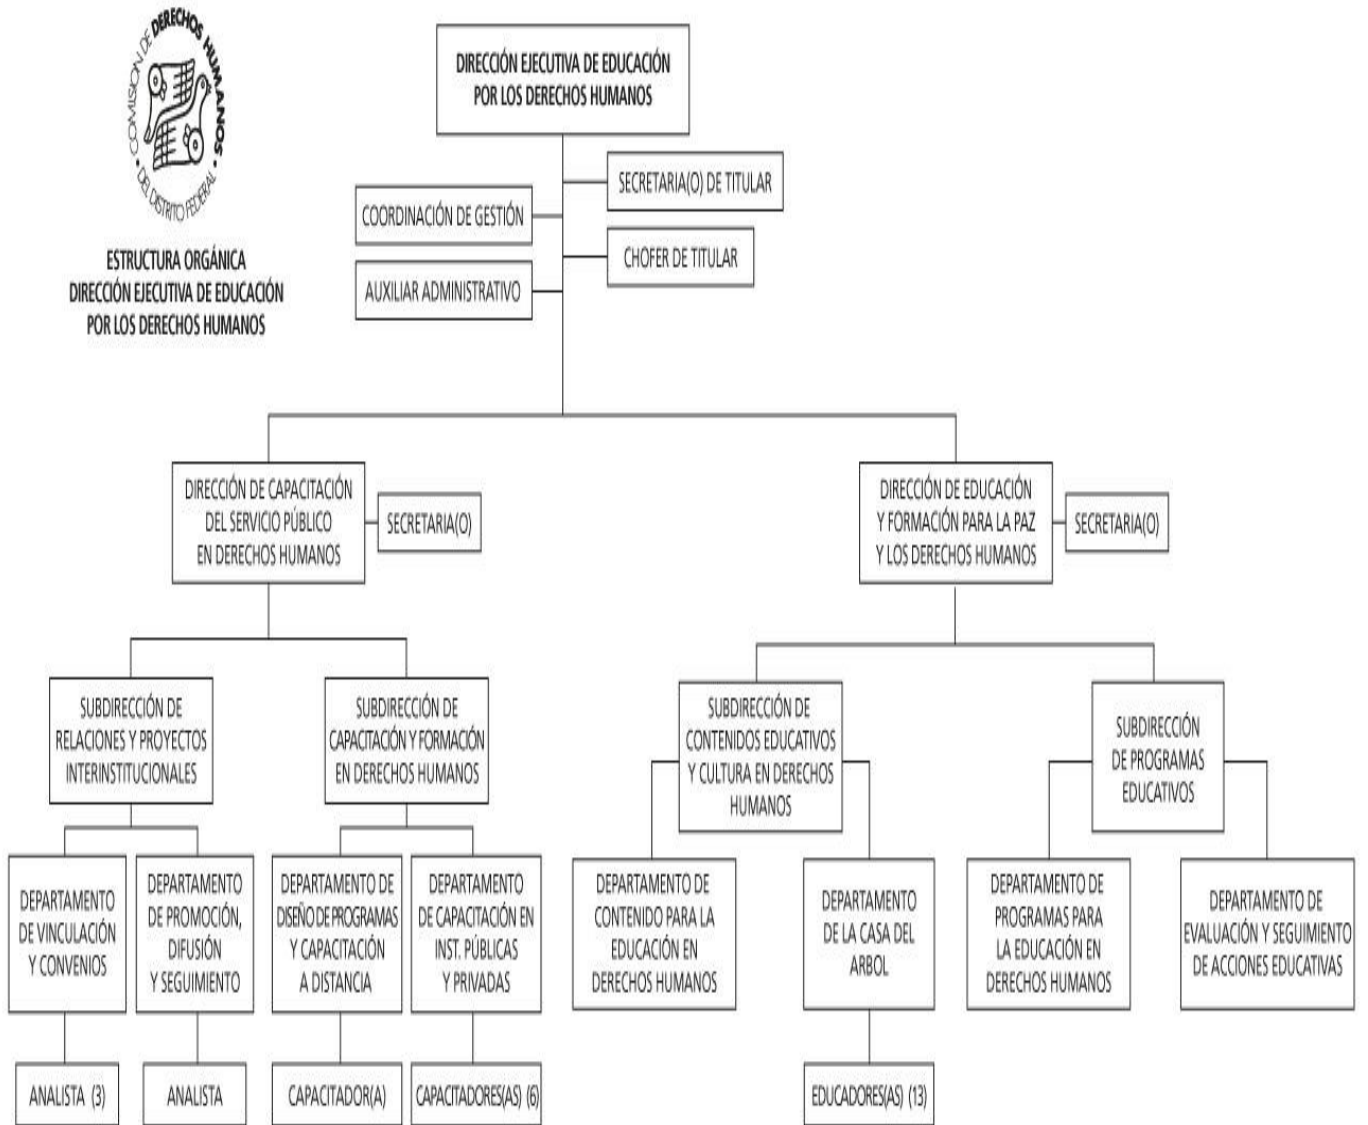 COMISIÓN DE DERECHOS HUMANOS
DEL DISTRITO FEDERAL
ESTRUCTURA ORGÁNICA
DIRECCIÓN EJECUTIVA DE EDUCACIÓN
POR LOS DERECHOS HUMANOS
DIRECCIÓN EJECUTIVA DE EDUCACIÓN
POR LOS DERECHOS HUMANOS
SECRETARIA(O) DE TITULAR
COORDINACIÓN DE GESTIÓN
CHOFER DE TITULAR
AUXILIAR ADMINISTRATIVO
DIRECCIÓN DE CAPACITACIÓN
DEL SERVICIO PÚBLICO
EN DERECHOS HUMANOS
SECRETARIA(O)
DIRECCIÓN DE EDUCACIÓN
Y FORMACIÓN PARA LA PAZ
Y LOS DERECHOS HUMANOS
SECRETARIA(O)
SUBDIRECCIÓN DE
RELACIONES Y PROYECTOS
INTERINSTITUCIONALES
SUBDIRECCIÓN DE
CAPACITACIÓN Y FORMACIÓN
EN DERECHOS HUMANOS
SUBDIRECCIÓN DE
CONTENIDOS EDUCATIVOS
Y CULTURA EN DERECHOS
HUMANOS
SUBDIRECCIÓN
DE PROGRAMAS
EDUCATIVOS
DEPARTAMENTO
DE VINCULACIÓN
Y CONVENIOS
DEPARTAMENTO
DE PROMOCIÓN,
DIFUSIÓN
Y SEGUIMIENTO
DEPARTAMENTO DE
DISEÑO DE PROGRAMAS
Y CAPACITACIÓN
A DISTANCIA
DEPARTAMENTO
DE CAPACITACIÓN EN
INST. PÚBLICAS
Y PRIVADAS
DEPARTAMENTO DE
CONTENIDO PARA LA
EDUCACIÓN EN
DERECHOS HUMANOS
DEPARTAMENTO
DE LA CASA DEL
ARBOL
DEPARTAMENTO DE
PROGRAMAS PARA
LA EDUCACIÓN EN
DERECHOS HUMANOS
DEPARTAMENTO DE
EVALUACIÓN Y SEGUIMIENTO
DE ACCIONES EDUCATIVAS
ANALISTA (3)
ANALISTA
CAPACITADOR(A)
CAPACITADORES(AS) (6)
EDUCADORES(AS) (13)